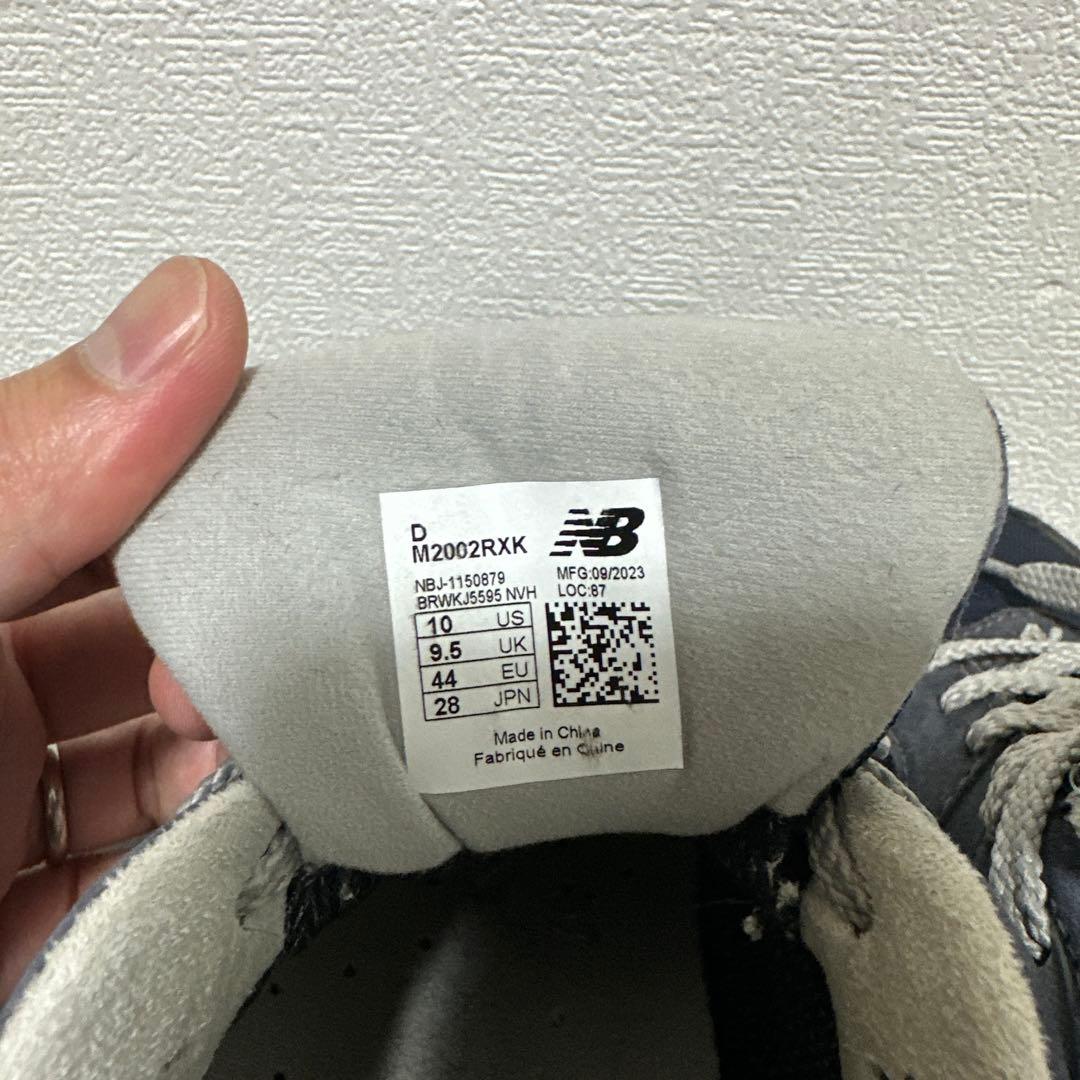 D
M2002RXK
NB
NBJ-1150879
BRWKJ5595 NVH
MFG:09/2023
LOC:87
10 US
9.5 UK
44 EU
28 JPN
Made in China
Fabriqué en Chine